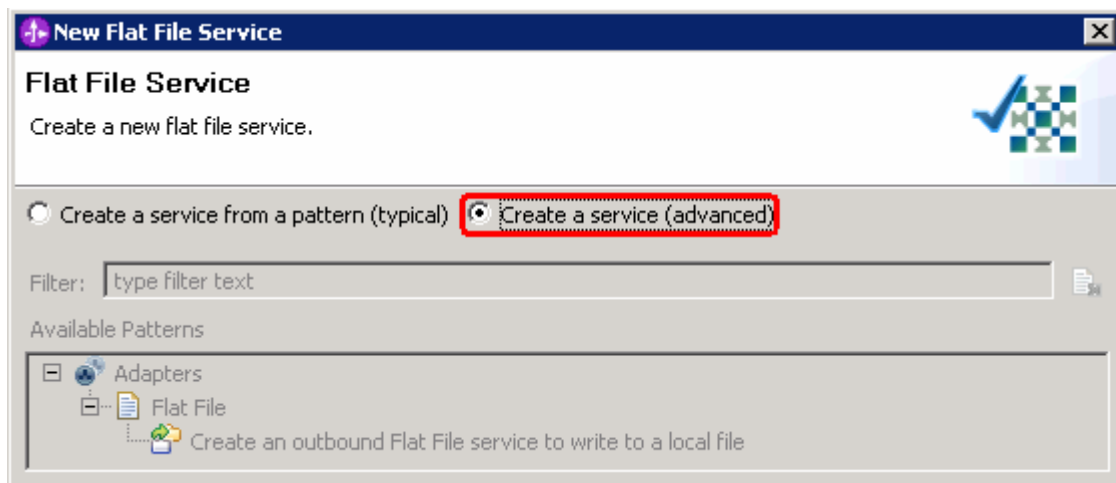 New Flat File Service
Flat File Service
Create a new flat file service.
Create a service from a pattern (typical) Create a service (advanced)
Filter: type filter text
Available Patterns
Adapters
Flat File
Create an outbound Flat File service to write to a local file